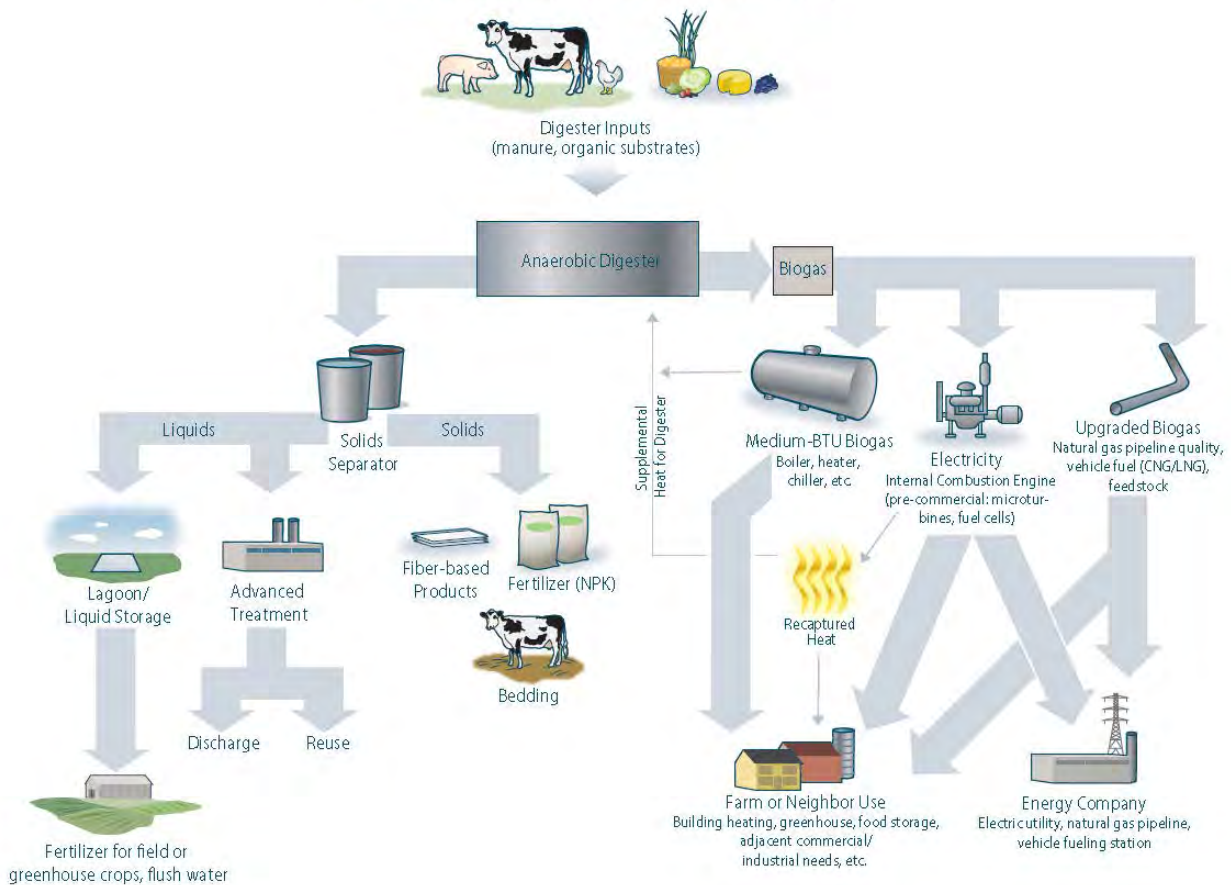 Digester Inputs
(manure, organic substrates)
Anaerobic Digester
Biogas
Liquids
Solids
Solids
Separator
Supplemental
Heat for Digester
Medium-BTU Biogas
Boiler, heater,
chiller, etc.
Electricity
Internal Combustion Engine
(pre-commercial: microtur-
bines, fuel cells)
Upgraded Biogas
Natural gas pipeline quality,
vehicle fuel (CNG/LNG),
feedstock
Lagoon/
Liquid Storage
Advanced
Treatment
Fiber-based
Products
Fertilizer (NPK)
Bedding
Recaptured
Heat
Discharge
Reuse
Fertilizer for field or
greenhouse crops, flush water
Farm or Neighbor Use
Building heating, greenhouse, food storage,
adjacent commercial/
industrial needs, etc.
Energy Company
Electric utility, natural gas pipeline,
vehicle fueling station